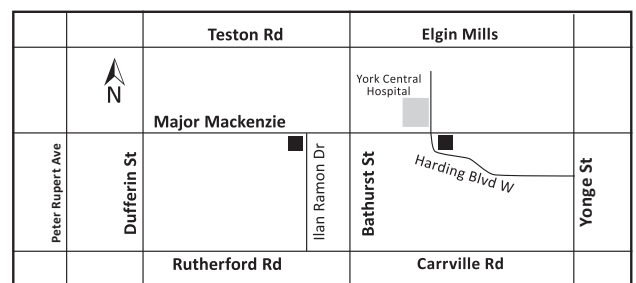 Teston Rd
Elgin Mills
N
York Central
Hospital
Major Mackenzie
Peter Rupert Ave
Dufferin St
Ilan Ramon Dr
Bathurst St
Harding Blvd W
Yonge St
Rutherford Rd
Carrville Rd